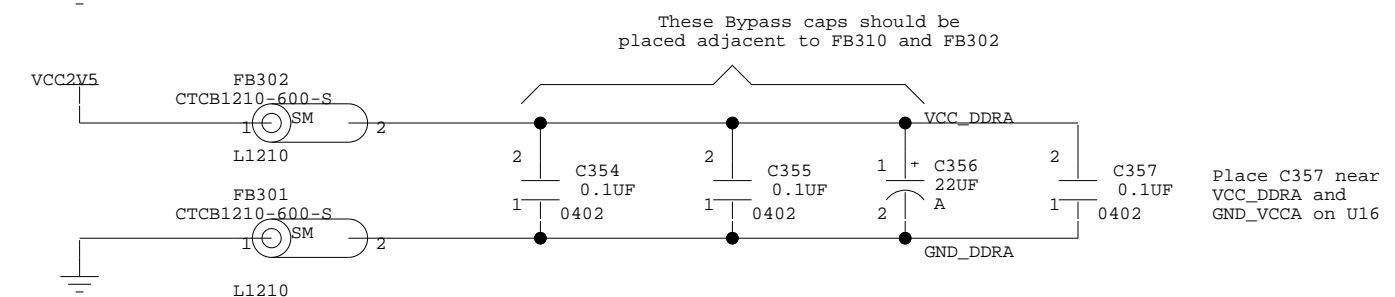 These Bypass caps should be
placed adjacent to FB310 and FB302
VCC2V5
FB302
CTCB1210-600-S
SM
1
2
L1210
VCC_DDRA
2
C354
0.1UF
1
0402
2
C355
0.1UF
1
0402
1
+
C356
22UF
A
2
2
C357
0.1UF
1
0402
Place C357 near
VCC_DDRA and
GND_VCCA on U16
FB301
CTCB1210-600-S
SM
1
2
L1210
GND_DDRA